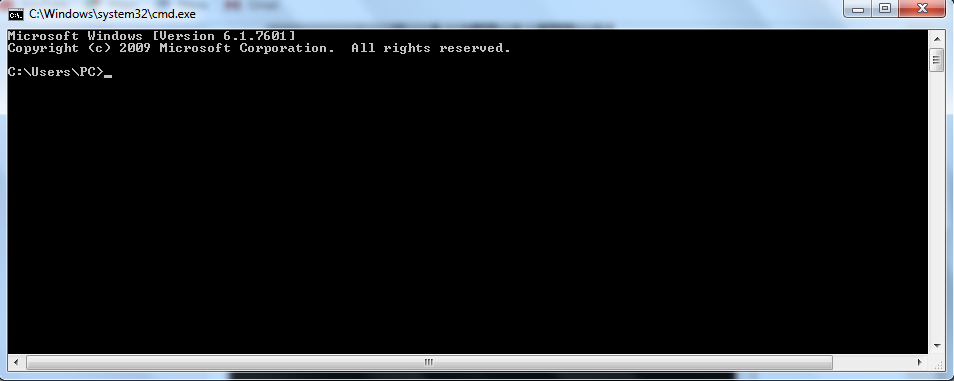 C:\Windows\system32\cmd.exe
Microsoft Windows [Version 6.1.7601]
Copyright (c) 2009 Microsoft Corporation.  All rights reserved.
C:\Users\PC>_